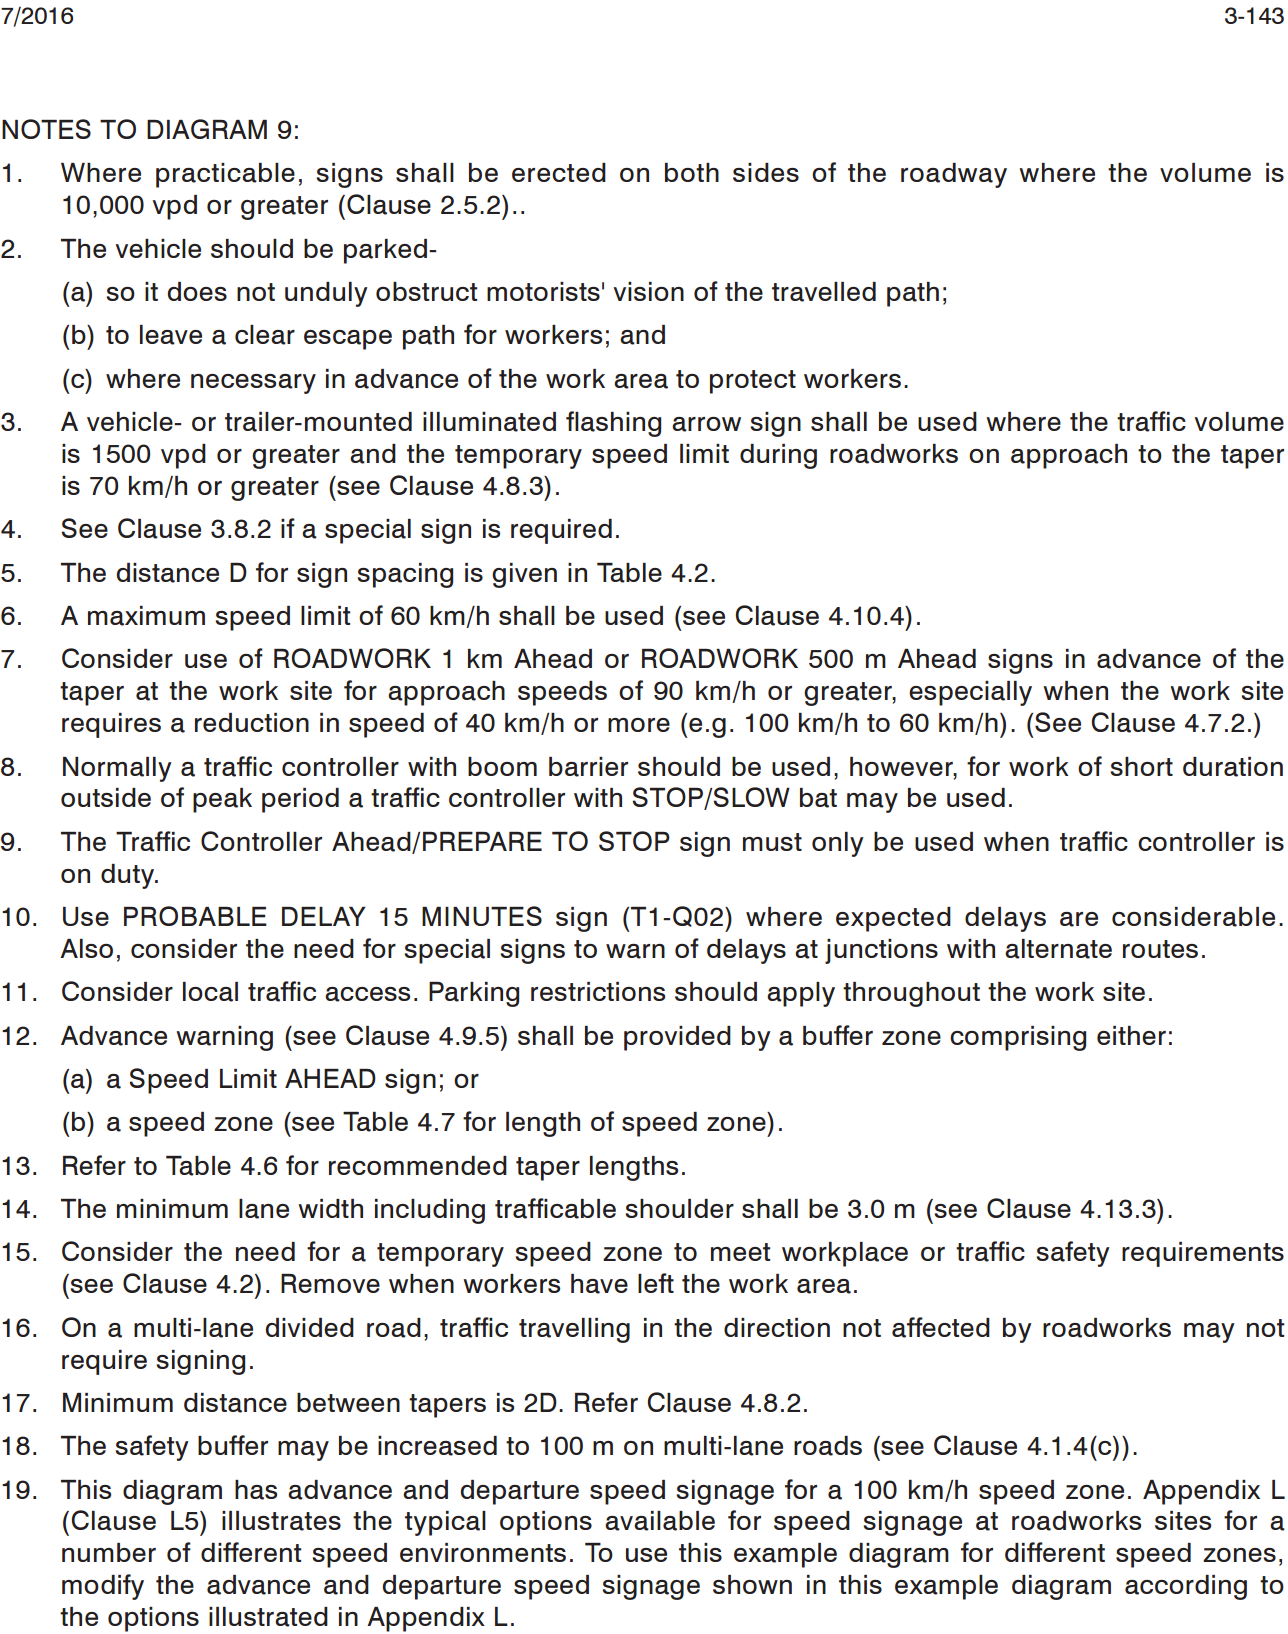 7/2016 3-143
NOTES TO DIAGRAM 9:
1. Where practicable, signs shall be erected on both sides of the roadway where the volume is
10,000 vpd or greater (Clause 2.5.2)..
2. The vehicle should be parked-
(a) so it does not unduly obstruct motorists' vision of the travelled path;
(b) to leave a clear escape path for workers; and
(c) where necessary in advance of the work area to protect workers.
3. A vehicle- or trailer-mounted illuminated flashing arrow sign shall be used where the traffic volume
is 1500 vpd or greater and the temporary speed limit during roadworks on approach to the taper
is 70 km/h or greater (see Clause 4.8.3).
4. See Clause 3.8.2 if a special sign is required.
5. The distance D for sign spacing is given in Table 4.2.
6. A maximum speed limit of 60 km/h shall be used (see Clause 4.10.4).
7. Consider use of ROADWORK 1 km Ahead or ROADWORK 500 m Ahead signs in advance of the
taper at the work site for approach speeds of 90 km/h or greater, especially when the work site
requires a reduction in speed of 40 km/h or more (e.g. 100 km/h to 60 km/h). (See Clause 4.7.2.)
8. Normally a traffic controller with boom barrier should be used, however, for work of short duration
outside of peak period a traffic controller with STOP/SLOW bat may be used.
9. The Traffic Controller Ahead/PREPARE TO STOP sign must only be used when traffic controller is
on duty.
10. Use PROBABLE DELAY 15 MINUTES sign (T1-Q02) where expected delays are considerable.
Also, consider the need for special signs to warn of delays at junctions with alternate routes.
11. Consider local traffic access. Parking restrictions should apply throughout the work site.
12. Advance warning (see Clause 4.9.5) shall be provided by a buffer zone comprising either:
(a) a Speed Limit AHEAD sign; or
(b) a speed zone (see Table 4.7 for length of speed zone).
13. Refer to Table 4.6 for recommended taper lengths.
14. The minimum lane width including trafficable shoulder shall be 3.0 m (see Clause 4.13.3).
15. Consider the need for a temporary speed zone to meet workplace or traffic safety requirements
(see Clause 4.2). Remove when workers have left the work area.
16. On a multi-lane divided road, traffic travelling in the direction not affected by roadworks may not
require signing.
17. Minimum distance between tapers is 2D. Refer Clause 4.8.2.
18. The safety buffer may be increased to 100 m on multi-lane roads (see Clause 4.1.4(c)).
19. This diagram has advance and departure speed signage for a 100 km/h speed zone. Appendix L
(Clause L5) illustrates the typical options available for speed signage at roadworks sites for a
number of different speed environments. To use this example diagram for different speed zones,
modify the advance and departure speed signage shown in this example diagram according to
the options illustrated in Appendix L.